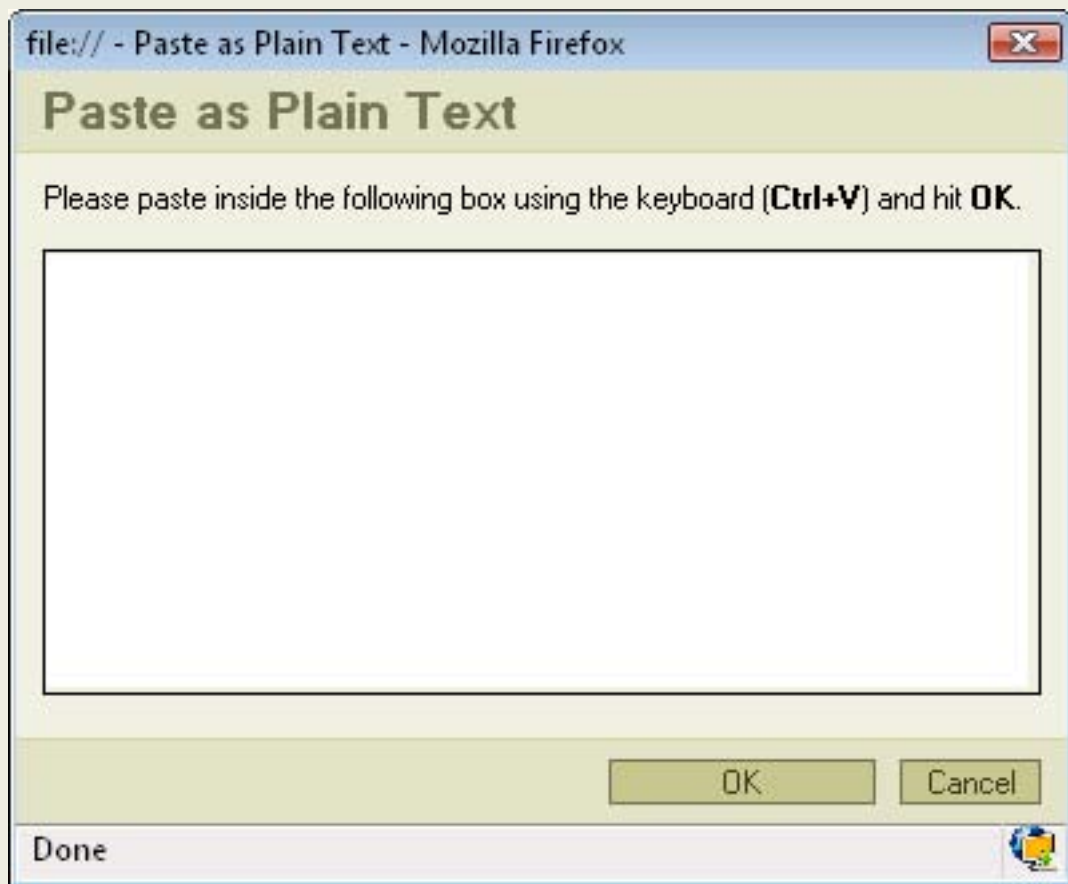 file:// - Paste as Plain Text - Mozilla Firefox
Paste as Plain Text
Please paste inside the following box using the keyboard (Ctrl+V) and hit OK.
OK Cancel
Done